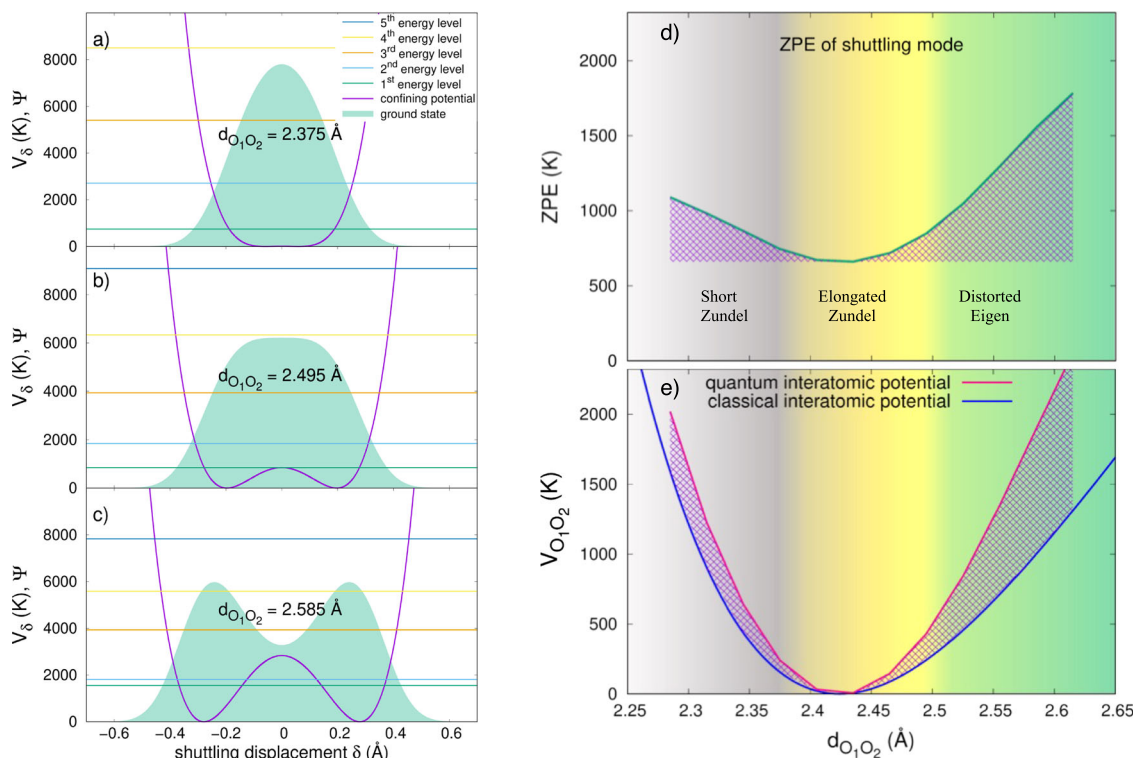 a)
5th energy level
4th energy level
3rd energy level
2nd energy level
1st energy level
confining potential
ground state
dO1O2 = 2.375 Å
Vδ (K), Ψ
8000
6000
4000
2000
0
b)
dO1O2 = 2.495 Å
Vδ (K), Ψ
8000
6000
4000
2000
0
c)
dO1O2 = 2.585 Å
Vδ (K), Ψ
8000
6000
4000
2000
0
−0.6 −0.4 −0.2 0 0.2 0.4 0.6
shuttling displacement δ (Å)
d)
ZPE of shuttling mode
ZPE (K)
2000
1500
1000
500
0
Short
Zundel
Elongated
Zundel
Distorted
Eigen
e)
quantum interatomic potential
classical interatomic potential
VO1O2 (K)
2000
1500
1000
500
0
2.25 2.3 2.35 2.4 2.45 2.5 2.55 2.6 2.65
dO1O2 (Å)